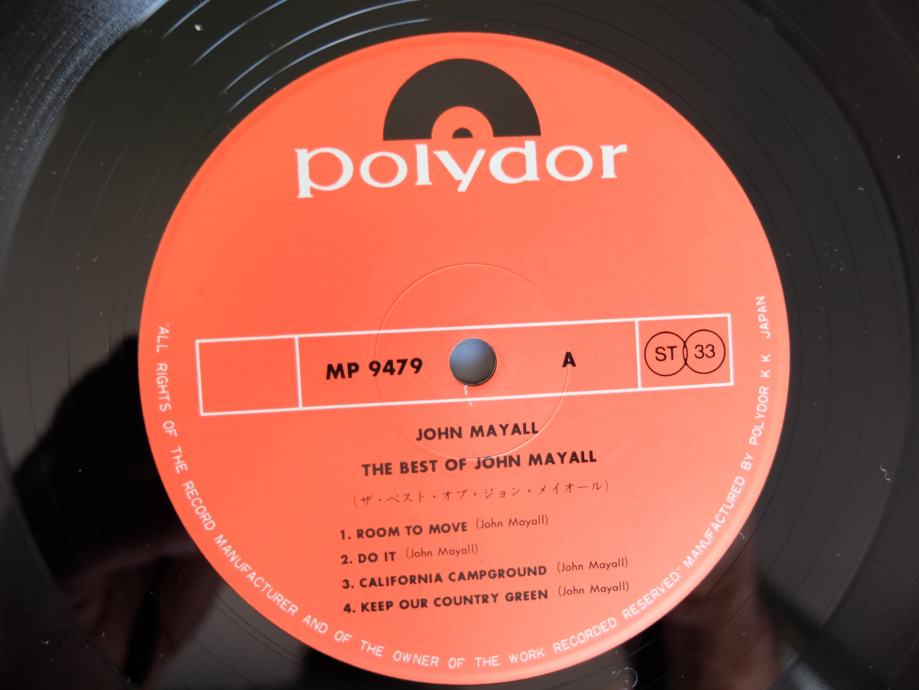 polydor
MP 9479 A ST 33
JOHN MAYALL
THE BEST OF JOHN MAYALL
(ザ・ベスト・オブ・ジョン・メイオール)
1. ROOM TO MOVE (John Mayall)
2. DO IT (John Mayall)
3. CALIFORNIA CAMPGROUND (John Mayall)
4. KEEP OUR COUNTRY GREEN (John Mayall)
"ALL RIGHTS OF THE RECORD MANUFACTURER AND OF THE OWNER OF THE WORK RECORDED RESERVED." MANUFACTURED BY POLYDOR K K JAPAN